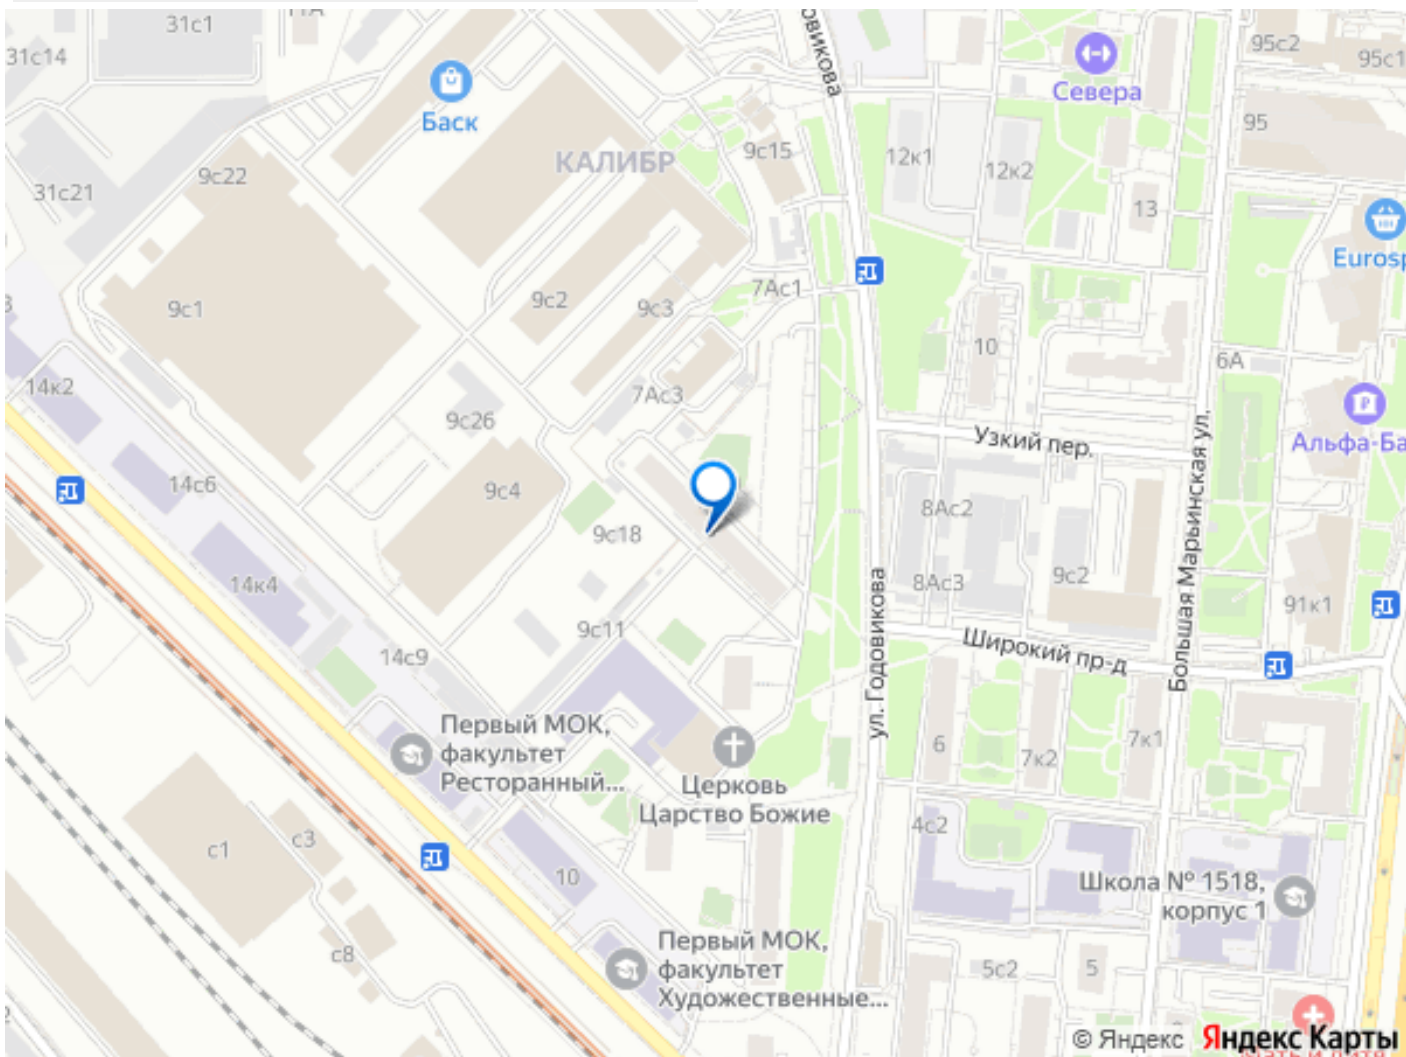 31с1
31с14
Баск
Севера
95с2
95с1
95
КАЛИБР
9с15
12к1
12к2
9с22
31с21
13
Eurosp
7Ас1
9с1
9с2
9с3
10
6А
14к2
7Ас3
9с26
Узкий пер.
Альфа-Ба
14с6
9с4
8Ас2
9с18
14к4
8Ас3
9с2
Большая Марьинская ул.
91к1
9с11
ул. Годовикова
Широкий пр-д
14с9
Первый МОК,
факультет
Ресторанный...
6
7к2
7к1
Церковь
Царство Божие
4с2
с1
с3
10
Школа № 1518,
корпус 1
с8
Первый МОК,
факультет
Художественные...
5с2
5
© Яндекс Яндекс Карты